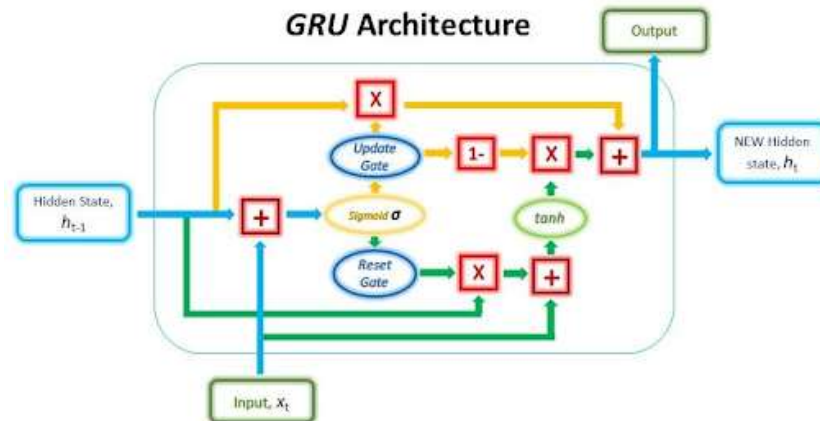 GRU Architecture
Output
X
Update
Gate
1-
X
+
NEW Hidden
state, hₜ
Hidden State,
hₜ₋₁
+
Sigmoid σ
tanh
Reset
Gate
X
+
Input, xₜ